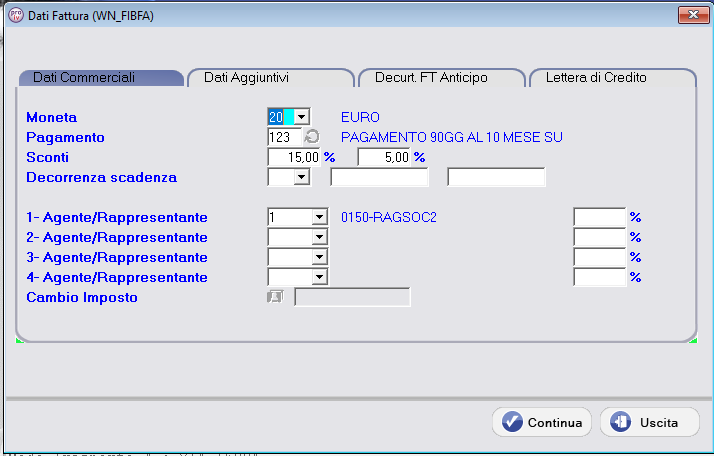 Dati Fattura (WN_FIBFA)
Dati Commerciali Dati Aggiuntivi Decurt. FT Anticipo Lettera di Credito
Moneta 20 EURO
Pagamento 123 PAGAMENTO 90GG AL 10 MESE SU
Sconti 15,00 % 5,00 %
Decorrenza scadenza
1- Agente/Rappresentante 1 0150-RAGSOC2 %
2- Agente/Rappresentante %
3- Agente/Rappresentante %
4- Agente/Rappresentante %
Cambio Imposto
Continua Uscita